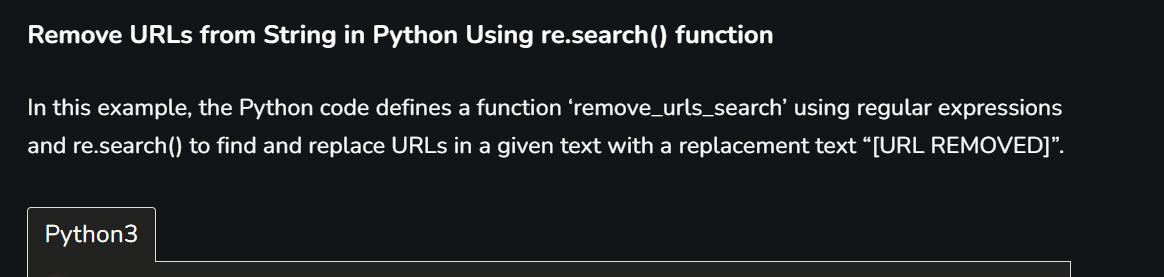 Remove URLs from String in Python Using re.search() function
In this example, the Python code defines a function ‘remove_urls_search’ using regular expressions
and re.search() to find and replace URLs in a given text with a replacement text “[URL REMOVED]”.
Python3